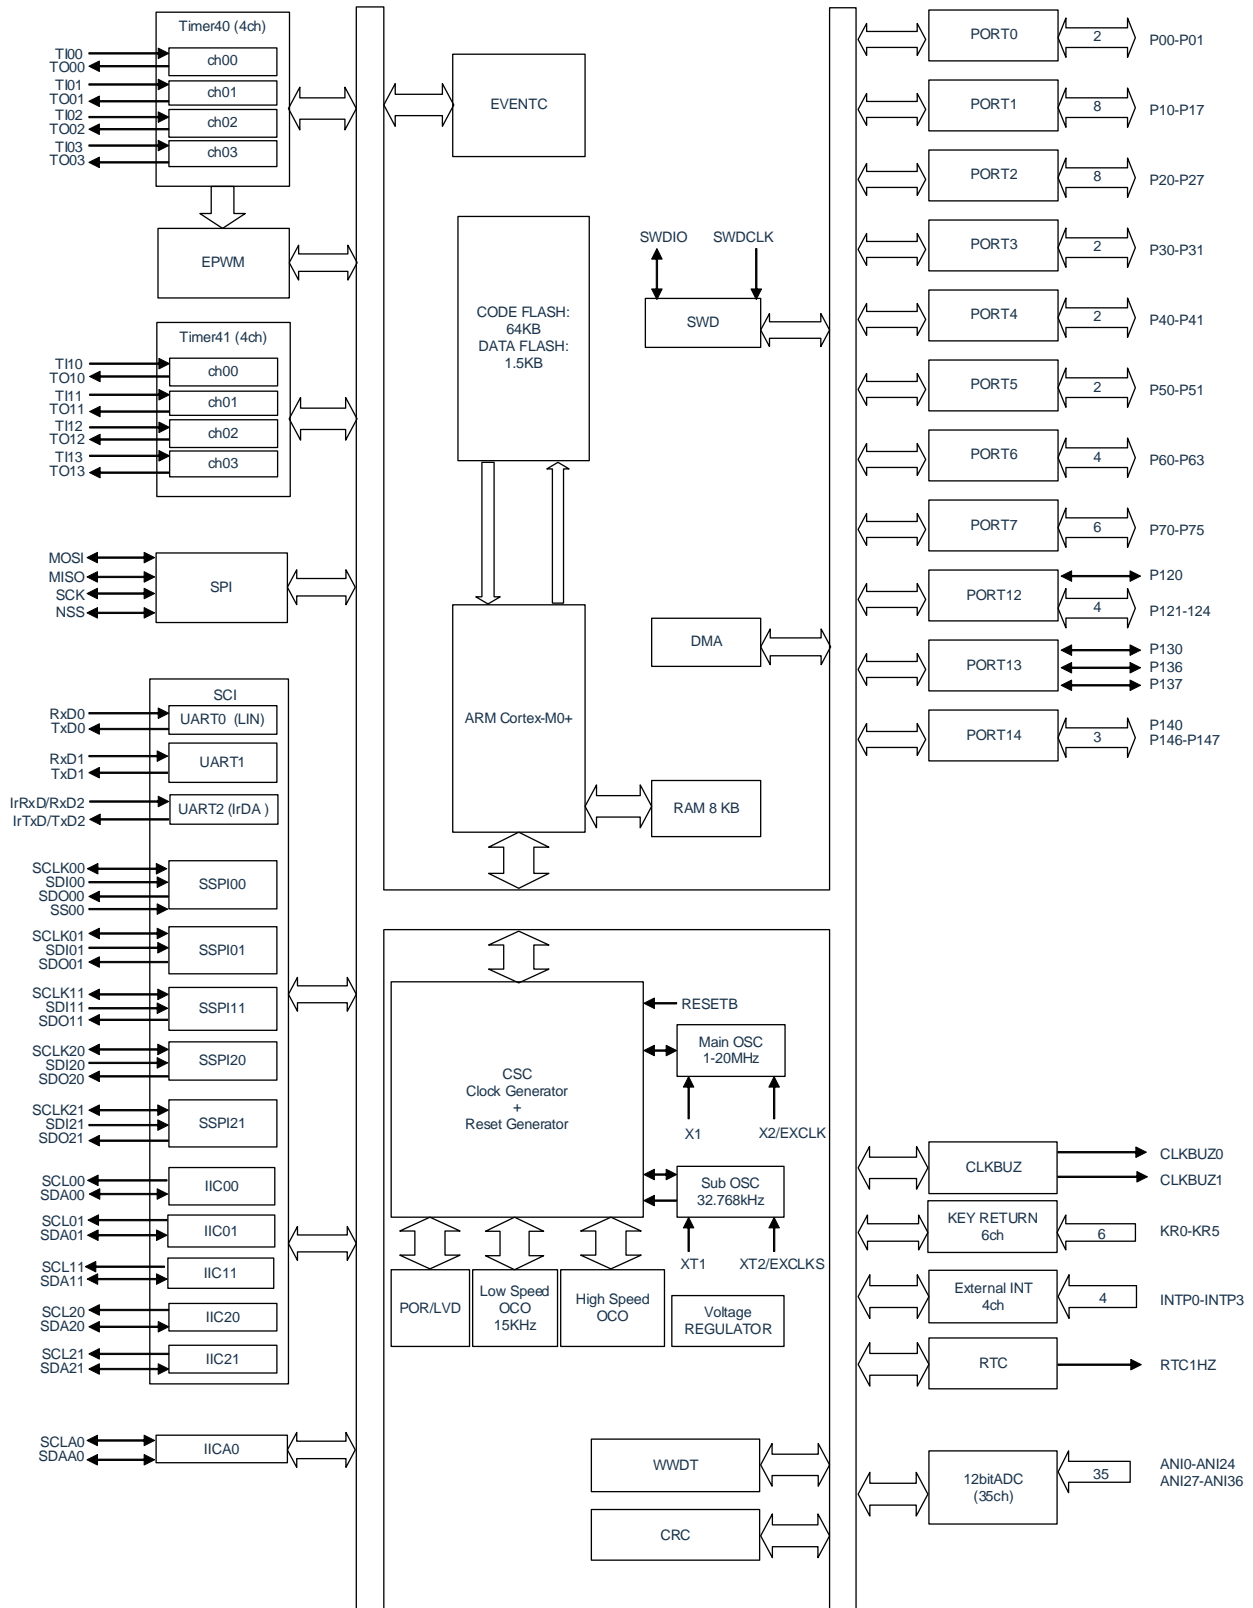 Timer40 (4ch)
TI00
TO00
ch00
TI01
TO01
ch01
TI02
TO02
ch02
TI03
TO03
ch03
EPWM
Timer41 (4ch)
TI10
TO10
ch00
TI11
TO11
ch01
TI12
TO12
ch02
TI13
TO13
ch03
MOSI
MISO
SCK
NSS
SPI
SCI
RxD0
TxD0
UART0 (LIN)
RxD1
TxD1
UART1
IrRxD/RxD2
IrTxD/TxD2
UART2 (IrDA )
SCLK00
SDI00
SDO00
SS00
SSPI00
SCLK01
SDI01
SDO01
SSPI01
SCLK11
SDI11
SDO11
SSPI11
SCLK20
SDI20
SDO20
SSPI20
SCLK21
SDI21
SDO21
SSPI21
SCL00
SDA00
IIC00
SCL01
SDA01
IIC01
SCL11
SDA11
IIC11
SCL20
SDA20
IIC20
SCL21
SDA21
IIC21
SCLA0
SDAA0
IICA0
EVENTC
CODE FLASH:
64KB
DATA FLASH:
1.5KB
SWDIO
SWDCLK
SWD
DMA
ARM Cortex-M0+
RAM 8 KB
CSC
Clock Generator
+
Reset Generator
RESETB
Main OSC
1-20MHz
X1
X2/EXCLK
Sub OSC
32.768kHz
XT1
XT2/EXCLKS
POR/LVD
Low Speed
OCO
15KHz
High Speed
OCO
Voltage
REGULATOR
WWDT
CRC
PORT0
2
P00-P01
PORT1
8
P10-P17
PORT2
8
P20-P27
PORT3
2
P30-P31
PORT4
2
P40-P41
PORT5
2
P50-P51
PORT6
4
P60-P63
PORT7
6
P70-P75
PORT12
P120
4
P121-124
PORT13
P130
P136
P137
PORT14
3
P140
P146-P147
CLKBUZ
CLKBUZ0
CLKBUZ1
KEY RETURN
6ch
6
KR0-KR5
External INT
4ch
4
INTP0-INTP3
RTC
RTC1HZ
12bitADC
(35ch)
35
ANI0-ANI24
ANI27-ANI36